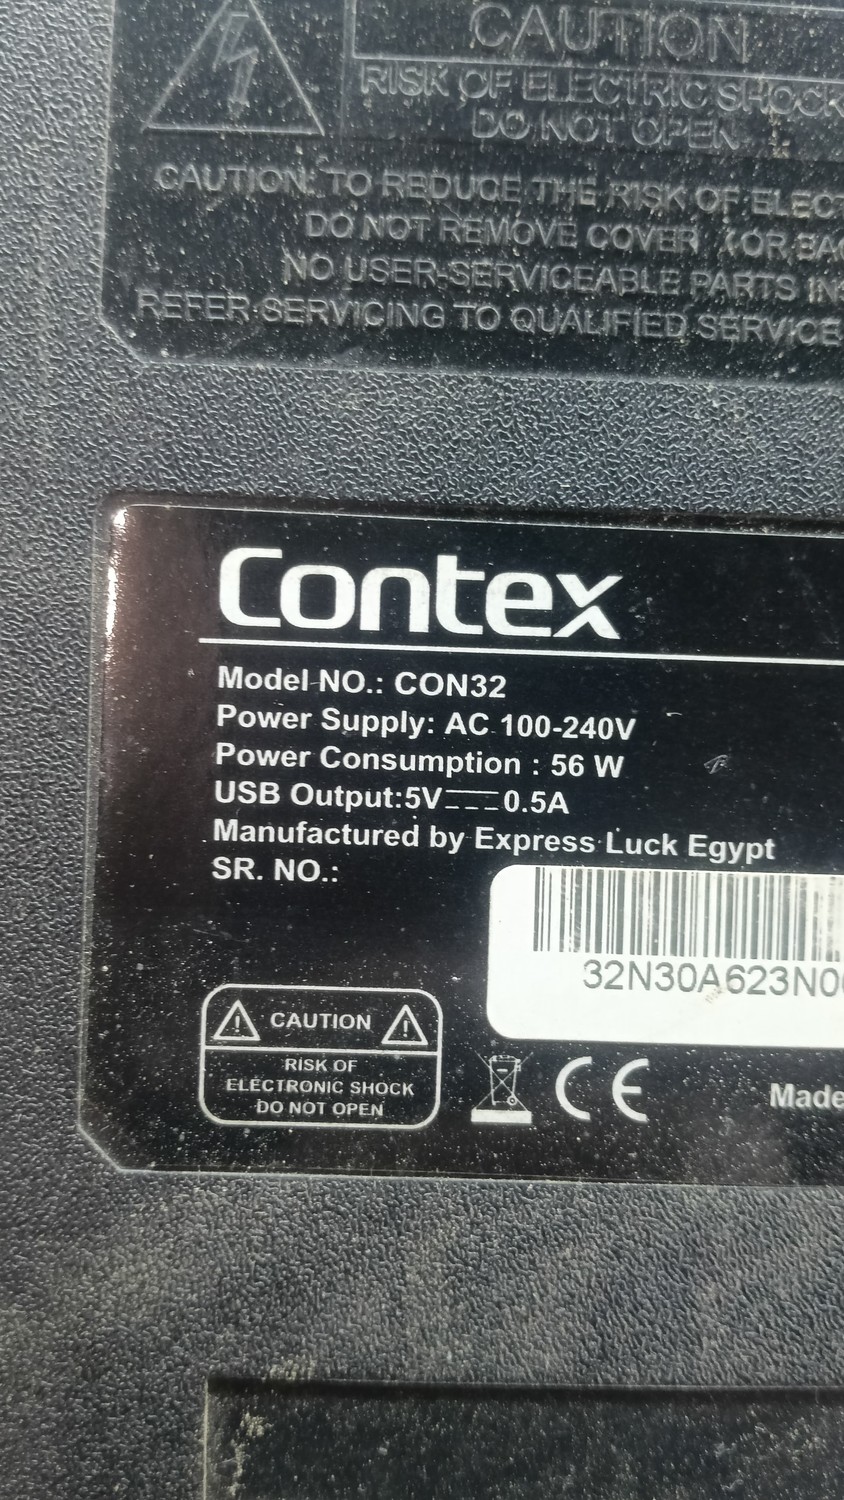 CAUTION
RISK OF ELECTRIC SHOCK
DO NOT OPEN
CAUTION: TO REDUCE THE RISK OF ELECT
DO NOT REMOVE COVER (OR BAC
NO USER-SERVICEABLE PARTS IN
REFER SERVICING TO QUALIFIED SERVICE
Contex
Model NO.: CON32
Power Supply: AC 100-240V
Power Consumption : 56 W
USB Output:5V⎓0.5A
Manufactured by Express Luck Egypt
SR. NO.:
32N30A623N0
CAUTION
RISK OF
ELECTRONIC SHOCK
DO NOT OPEN
CE
Made